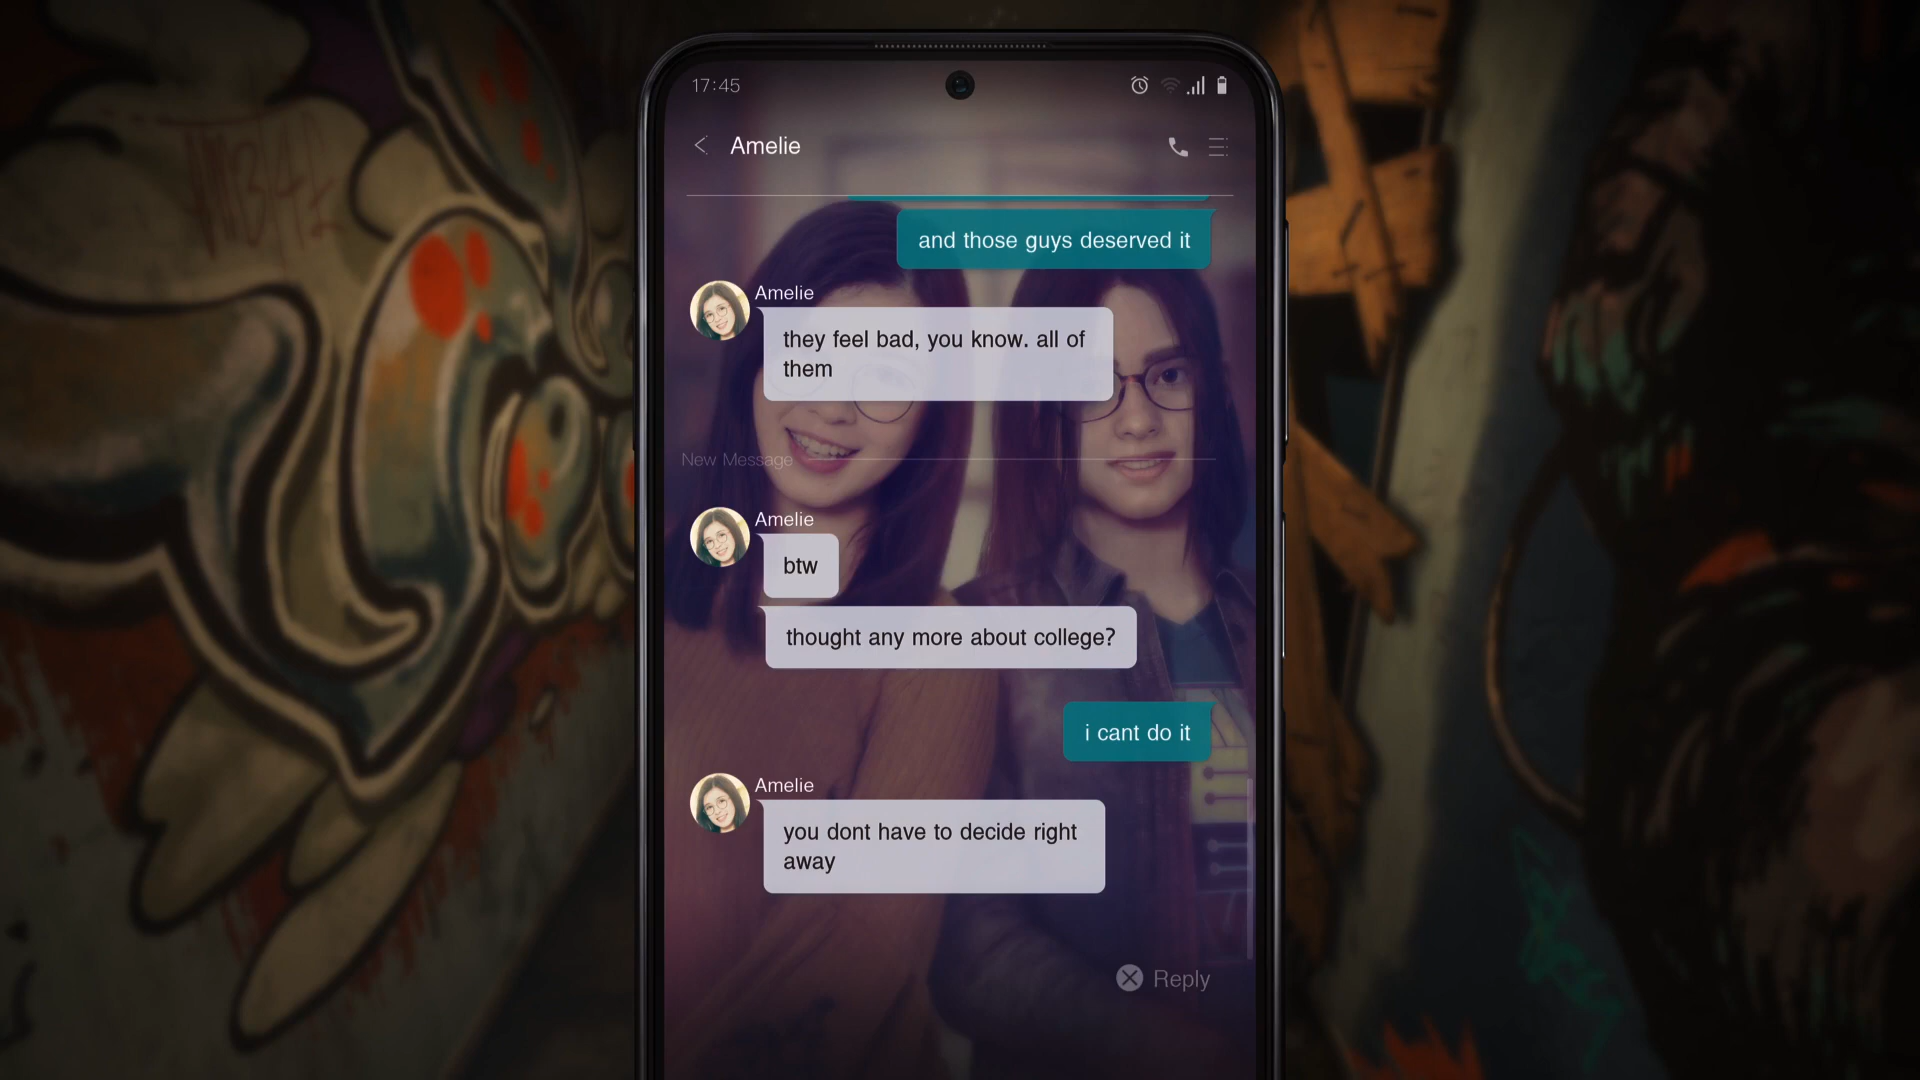 17:45
Amelie
and those guys deserved it
Amelie
they feel bad, you know. all of
them
New Message
Amelie
btw
thought any more about college?
i cant do it
Amelie
you dont have to decide right
away
Reply